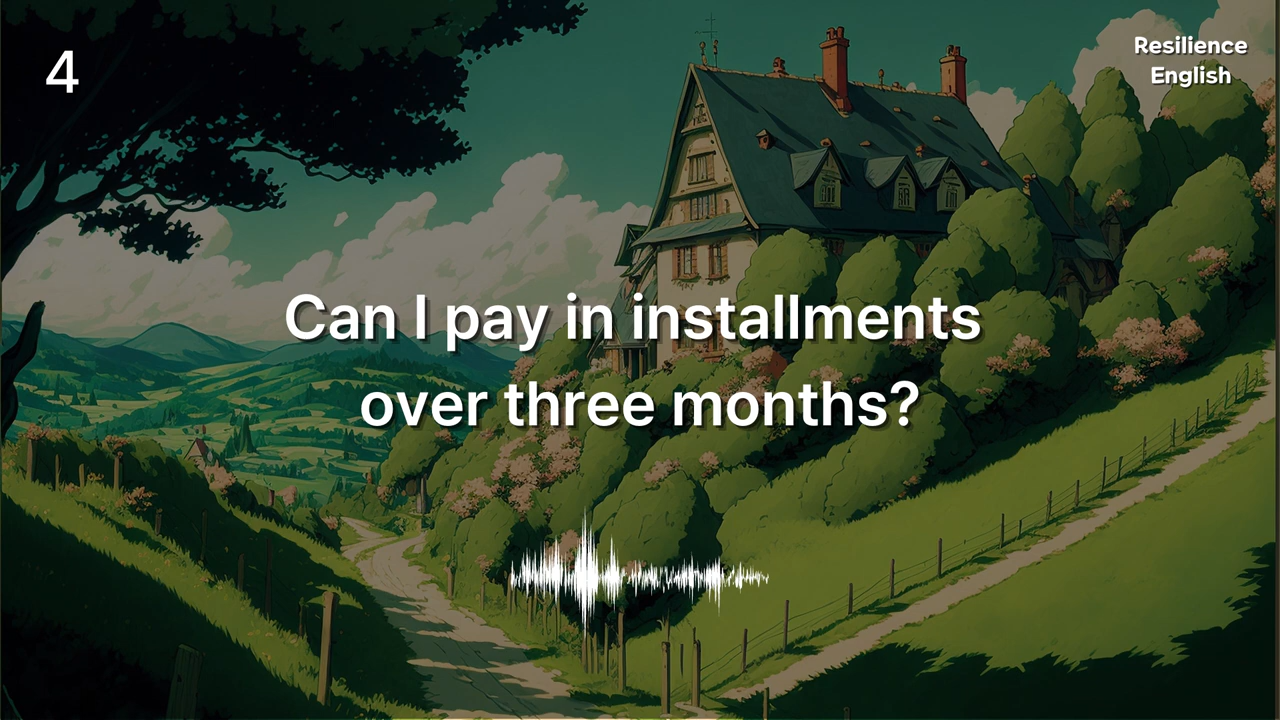 4
Resilience
English
Can I pay in installments
over three months?